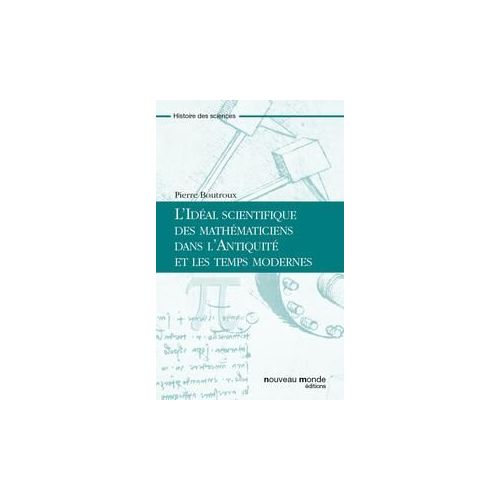 Histoire des sciences
Pierre Boutroux
L'IDÉAL SCIENTIFIQUE
DES MATHÉMATICIENS
DANS L'ANTIQUITÉ
ET LES TEMPS MODERNES
nouveau monde
éditions